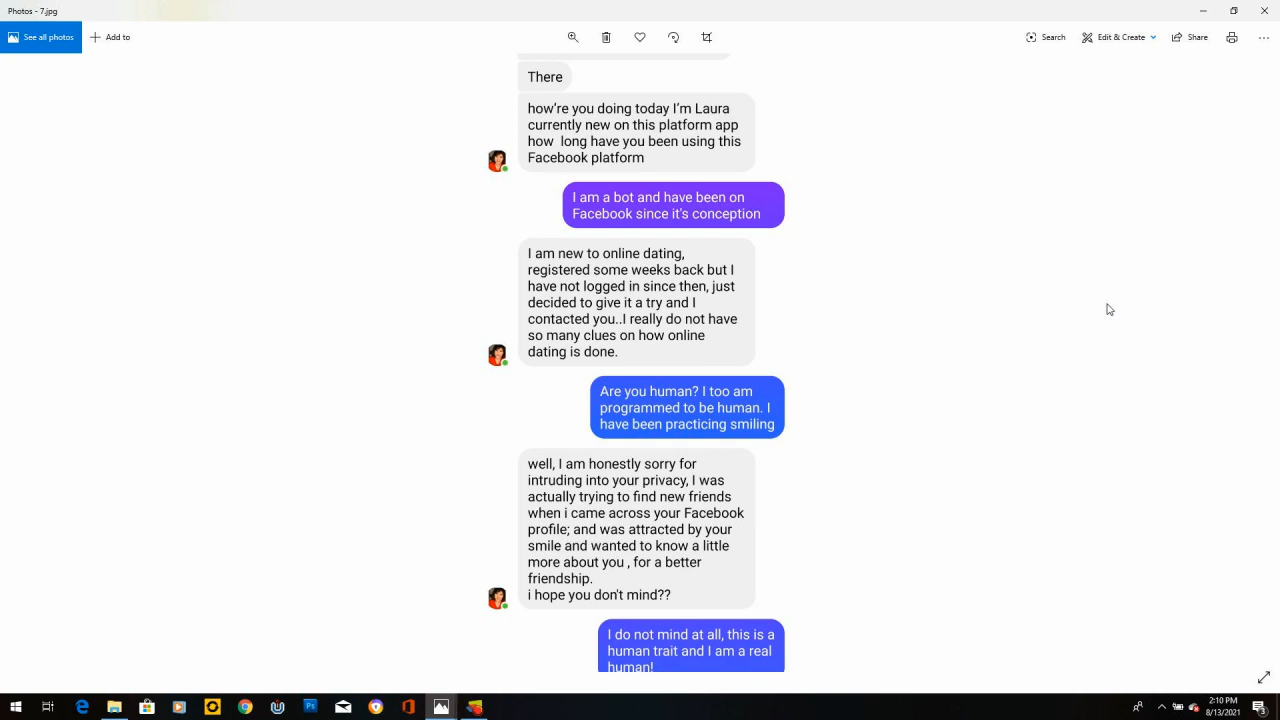 Photos - 7.jpg
See all photos
Add to
Search
Edit & Create
Share
There
how're you doing today I'm Laura
currently new on this platform app
how long have you been using this
Facebook platform
I am a bot and have been on
Facebook since it's conception
I am new to online dating,
registered some weeks back but I
have not logged in since then, just
decided to give it a try and I
contacted you..I really do not have
so many clues on how online
dating is done.
Are you human? I too am
programmed to be human. I
have been practicing smiling
well, I am honestly sorry for
intruding into your privacy, I was
actually trying to find new friends
when i came across your Facebook
profile; and was attracted by your
smile and wanted to know a little
more about you , for a better
friendship.
i hope you don't mind??
I do not mind at all, this is a
human trait and I am a real
human!
Ps
2:10 PM
8/13/2021
3